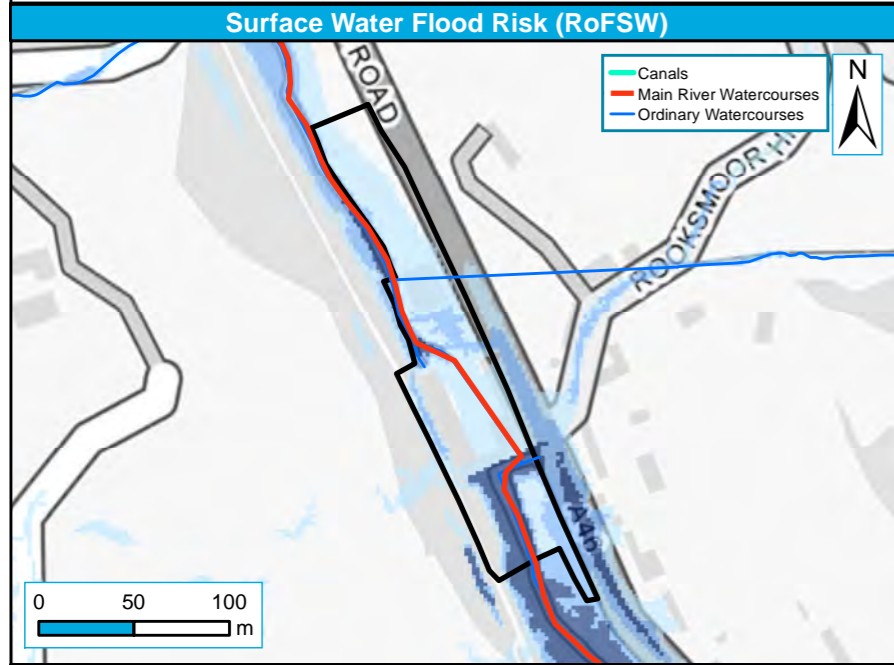 Surface Water Flood Risk (RoFSW)
Canals
Main River Watercourses
Ordinary Watercourses
N
ROAD
ROOKSMOOR HI
A46
0 50 100
m